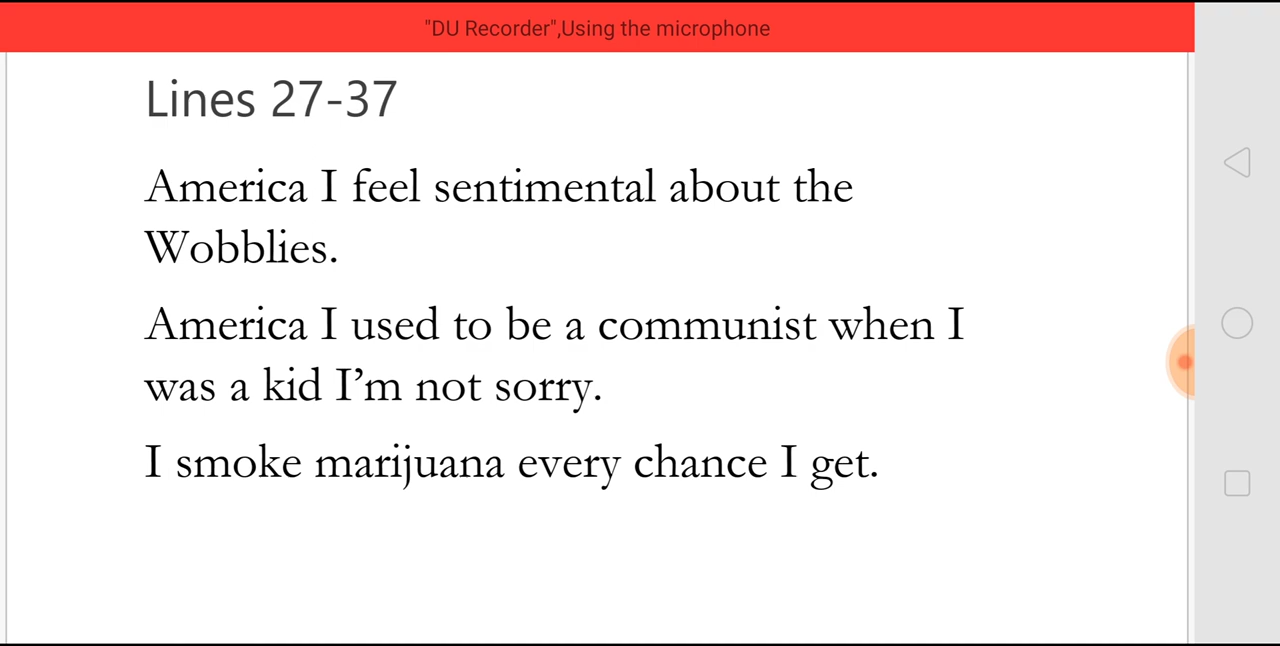 "DU Recorder",Using the microphone
Lines 27-37
America I feel sentimental about the
Wobblies.
America I used to be a communist when I
was a kid I’m not sorry.
I smoke marijuana every chance I get.